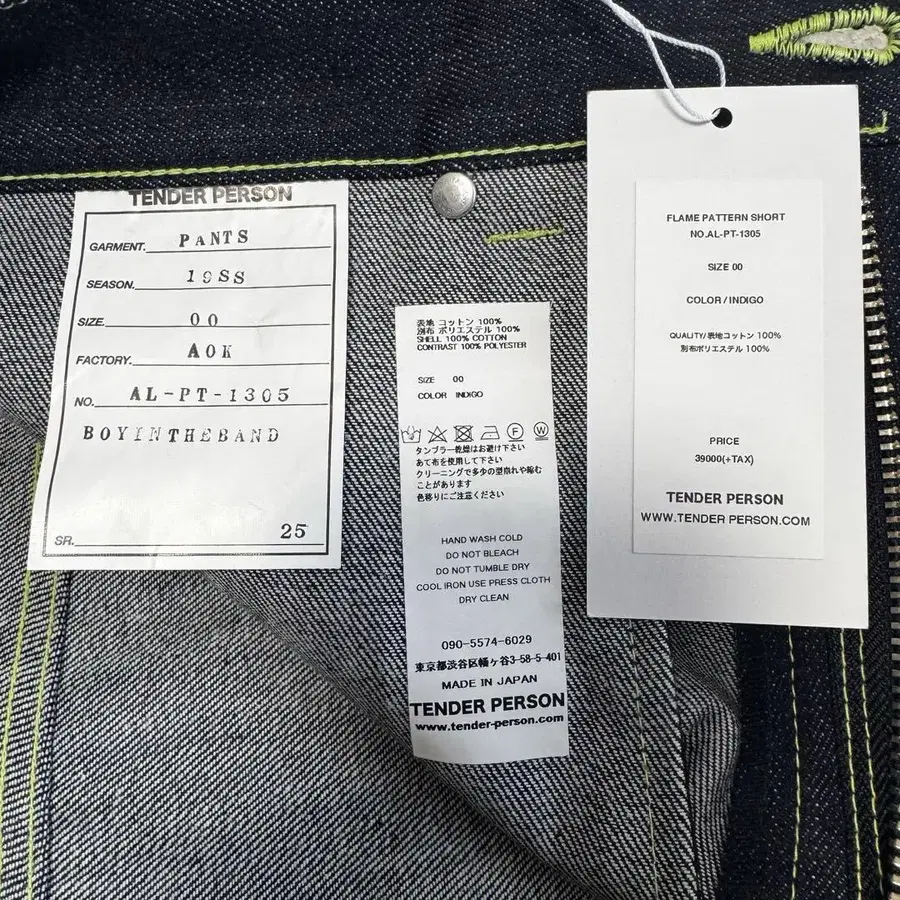 TENDER PERSON
GARMENT. PANTS
SEASON. 19SS
SIZE. 00
FACTORY. AOK
NO. AL-PT-1305
BOYINTHEBAND
SR. 25
表地 コットン 100%
別布 ポリエステル 100%
SHELL 100% COTTON
CONTRAST 100% POLYESTER
SIZE 00
COLOR INDIGO
F W
タンブラー乾燥はお避け下さい
あて布を使用して下さい
クリーニングで多少の型崩れや縮む
ことがあります
色移りにご注意ください
HAND WASH COLD
DO NOT BLEACH
DO NOT TUMBLE DRY
COOL IRON USE PRESS CLOTH
DRY CLEAN
090-5574-6029
東京都渋谷区幡ヶ谷3-58-5-401
MADE IN JAPAN
TENDER PERSON
www.tender-person.com
FLAME PATTERN SHORT
NO.AL-PT-1305
SIZE 00
COLOR / INDIGO
QUALITY/表地コットン 100%
別布ポリエステル 100%
PRICE
39000(+TAX)
TENDER PERSON
WWW.TENDER PERSON.COM